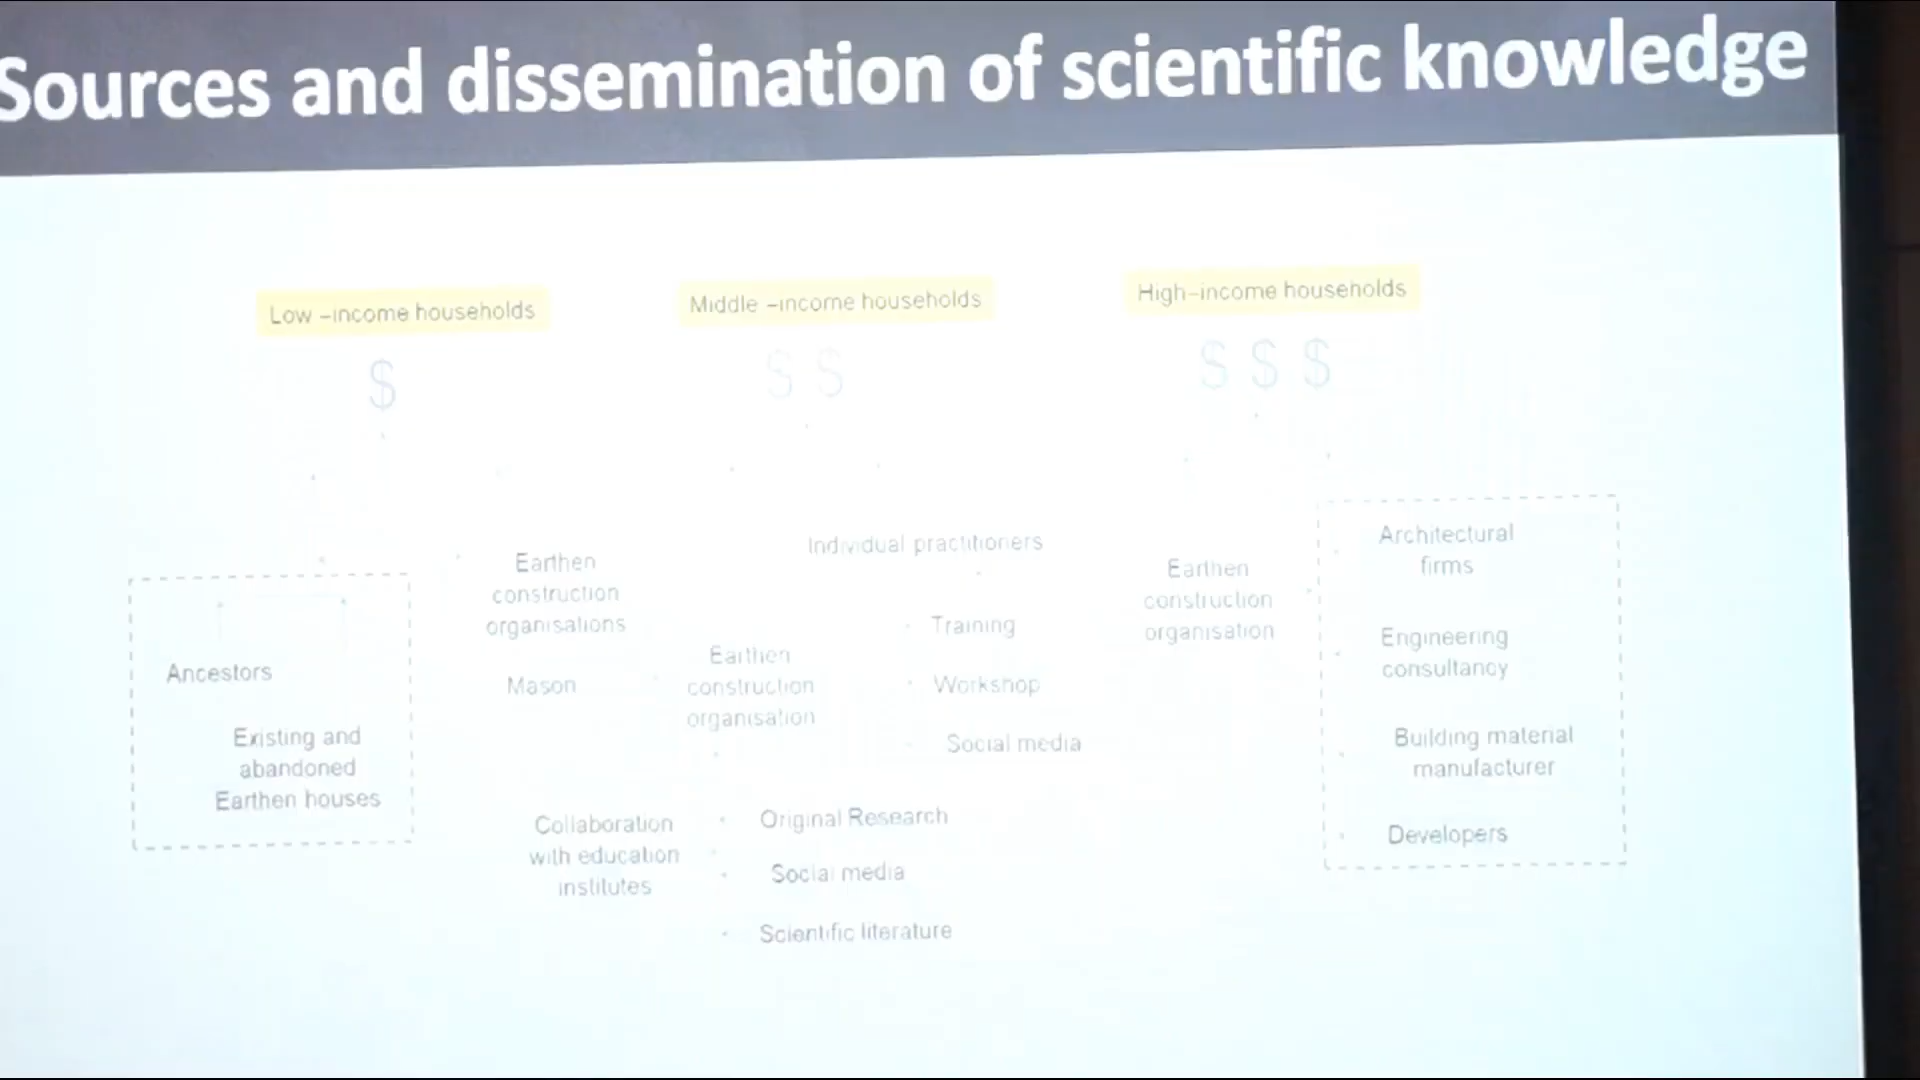 Sources and dissemination of scientific knowledge
Low –income households
Middle –income households
High–income households
$
$ $
$ $ $
Ancestors
Existing and
abandoned
Earthen houses
Earthen
construction
organisations
Mason
Earthen
construction
organisation
Collaboration
with education
institutes
Original Research
Social media
Scientific literature
Individual practitioners
Training
Workshop
Social media
Earthen
construction
organisation
Architectural
firms
Engineering
consultancy
Building material
manufacturer
Developers